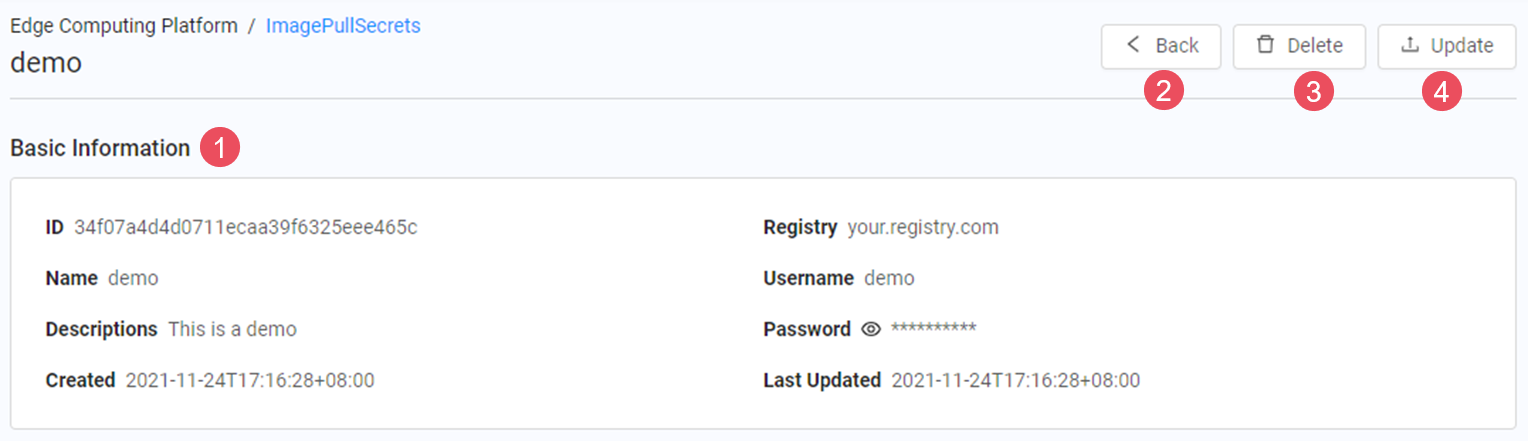 Edge Computing Platform / ImagePullSecrets
demo
Back
Delete
Update
2
3
4
Basic Information 1
ID 34f07a4d4d0711ecaa39f6325eee465c
Registry your.registry.com
Name demo
Username demo
Descriptions This is a demo
Password **********
Created 2021-11-24T17:16:28+08:00
Last Updated 2021-11-24T17:16:28+08:00